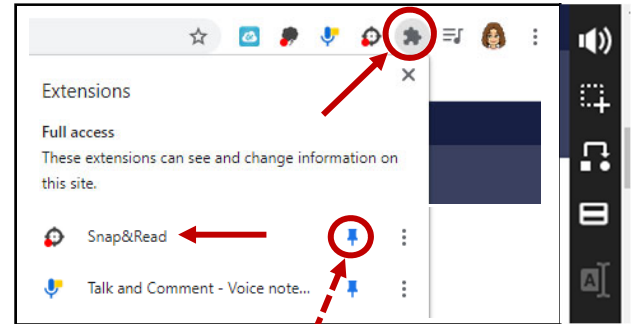 Extensions
Full access
These extensions can see and change information on
this site.
Snap&Read
Talk and Comment - Voice note...
A